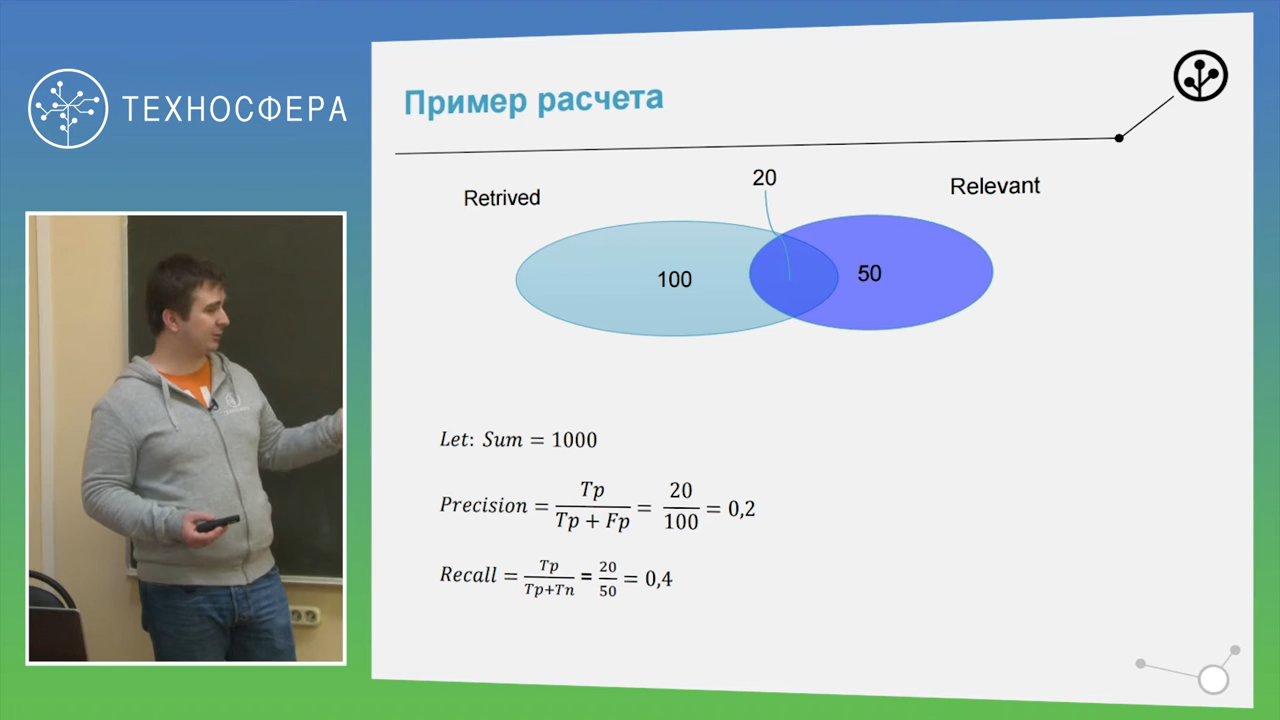 ТЕХНОСФЕРА
Пример расчета
20
Retrived
Relevant
100
50
Let: Sum = 1000
Precision = Tp / (Tp + Fp) = 20 / 100 = 0,2
Recall = Tp / (Tp+Tn) = 20 / 50 = 0,4